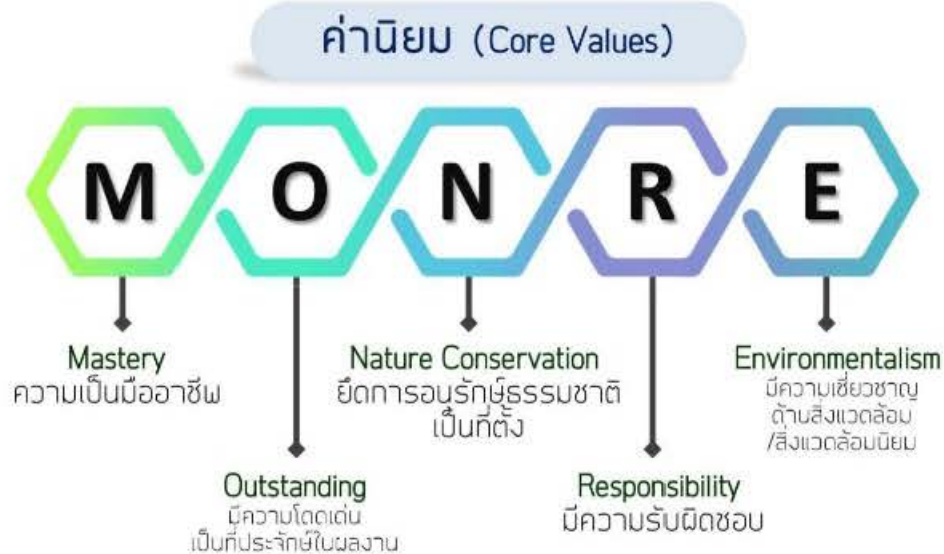 ค่านิยม (Core Values)
M O N R E
Mastery
ความเป็นมืออาชีพ
Outstanding
มีความโดดเด่น
เป็นที่ประจักษ์ในผลงาน
Nature Conservation
ยึดการอนุรักษ์ธรรมชาติ
เป็นที่ตั้ง
Responsibility
มีความรับผิดชอบ
Environmentalism
มีความเชี่ยวชาญ
ด้านสิ่งแวดล้อม
/สิ่งแวดล้อมนิยม